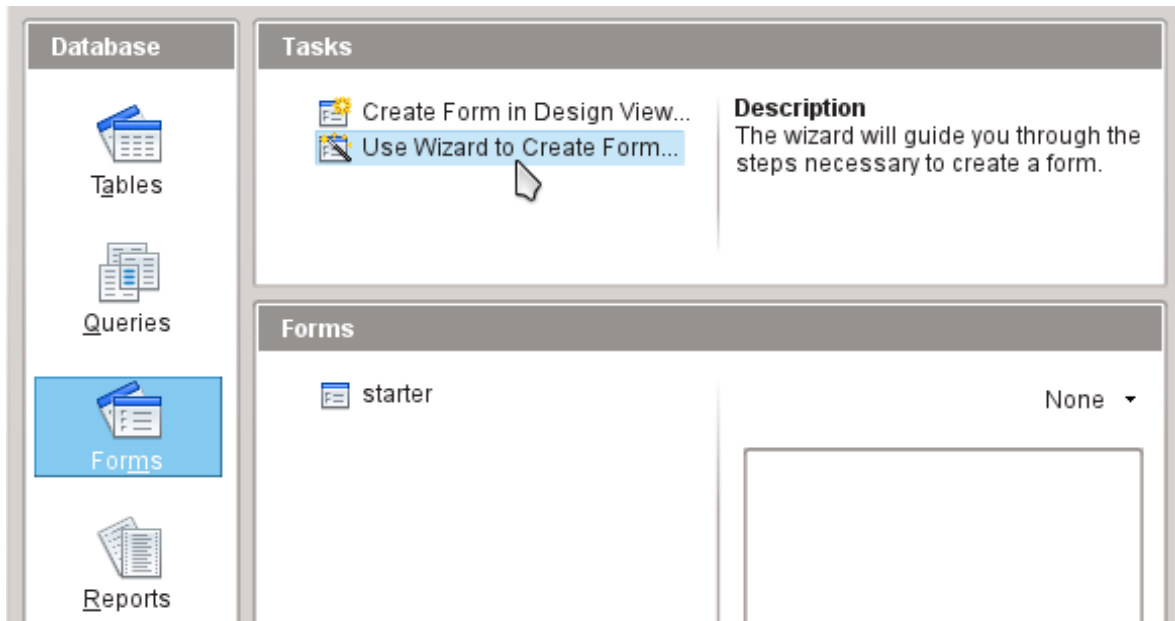 Database
Tables
Queries
Forms
Reports
Tasks
Create Form in Design View...
Use Wizard to Create Form...
Description
The wizard will guide you through the
steps necessary to create a form.
Forms
starter
None